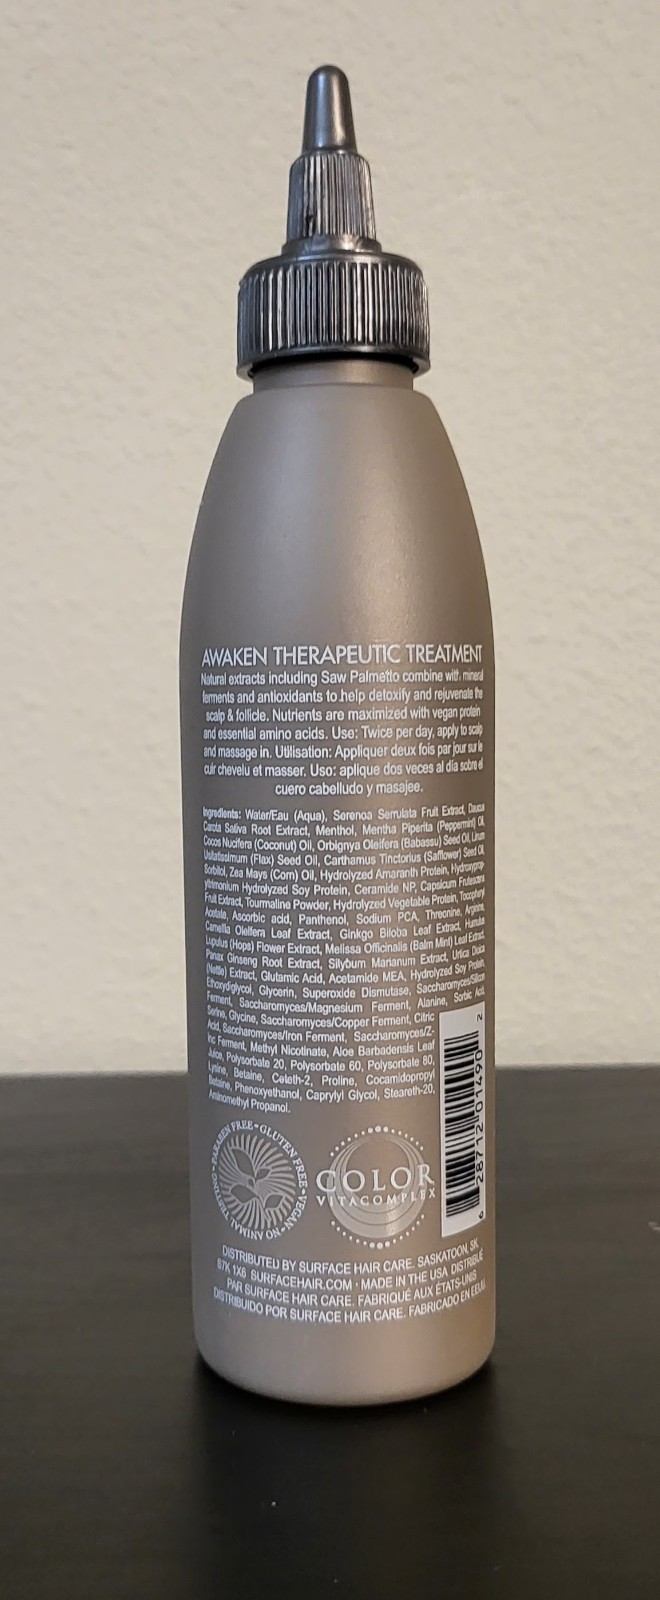 AWAKEN THERAPEUTIC TREATMENT
Natural extracts including Saw Palmetto combine with mineral
ferments and antioxidants to help detoxify and rejuvenate the
scalp & follicle. Nutrients are maximized with vegan protein
and essential amino acids. Use: Twice per day, apply to scalp
and massage in. Utilisation: Appliquer deux fois par jour sur le
cuir chevelu et masser. Uso: aplique dos veces al día sobre el
cuero cabelludo y masajee.
Ingredients: Water/Eau (Aqua), Serenoa Serrulata Fruit Extract, Daucus
Carota Sativa Root Extract, Menthol, Mentha Piperita (Peppermint) Oil,
Cocos Nucifera (Coconut) Oil, Orbignya Oleifera (Babassu) Seed Oil, Linum
Usitatissimum (Flax) Seed Oil, Carthamus Tinctorius (Safflower) Seed Oil,
Sorbitol, Zea Mays (Corn) Oil, Hydrolyzed Amaranth Protein, Hydroxyprop-
yltrimonium Hydrolyzed Soy Protein, Ceramide NP, Capsicum Frutescens
Fruit Extract, Tourmaline Powder, Hydrolyzed Vegetable Protein, Tocopheryl
Acetate, Ascorbic acid, Panthenol, Sodium PCA, Threonine, Arginine,
Camellia Oleifera Leaf Extract, Ginkgo Biloba Leaf Extract, Humulus
Lupulus (Hops) Flower Extract, Melissa Officinalis (Balm Mint) Leaf Extract,
Panax Ginseng Root Extract, Silybum Marianum Extract, Urtica Dioica
(Nettle) Extract, Glutamic Acid, Acetamide MEA, Hydrolyzed Soy Protein,
Ethoxydiglycol, Glycerin, Superoxide Dismutase, Saccharomyces/Silicon
Ferment, Saccharomyces/Magnesium Ferment, Alanine, Sorbic Acid,
Serine, Glycine, Saccharomyces/Copper Ferment, Citric
Acid, Saccharomyces/Iron Ferment, Saccharomyces/Z-
inc Ferment, Methyl Nicotinate, Aloe Barbadensis Leaf
Juice, Polysorbate 20, Polysorbate 60, Polysorbate 80,
Lysine, Betaine, Ceteth-2, Proline, Cocamidopropyl
Betaine, Phenoxyethanol, Caprylyl Glycol, Steareth-20,
Aminomethyl Propanol.
6 28712 01490 2
PARABEN FREE • GLUTEN FREE • VEGAN • NO ANIMAL TESTING •
COLOR
VITACOMPLEX
DISTRIBUTED BY SURFACE HAIR CARE. SASKATOON, SK,
S7K 1X6 SURFACEHAIR.COM · MADE IN THE USA DISTRIBUÉ
PAR SURFACE HAIR CARE. FABRIQUÉ AUX ÉTATS-UNIS
DISTRIBUIDO POR SURFACE HAIR CARE. FABRICADO EN EEUU